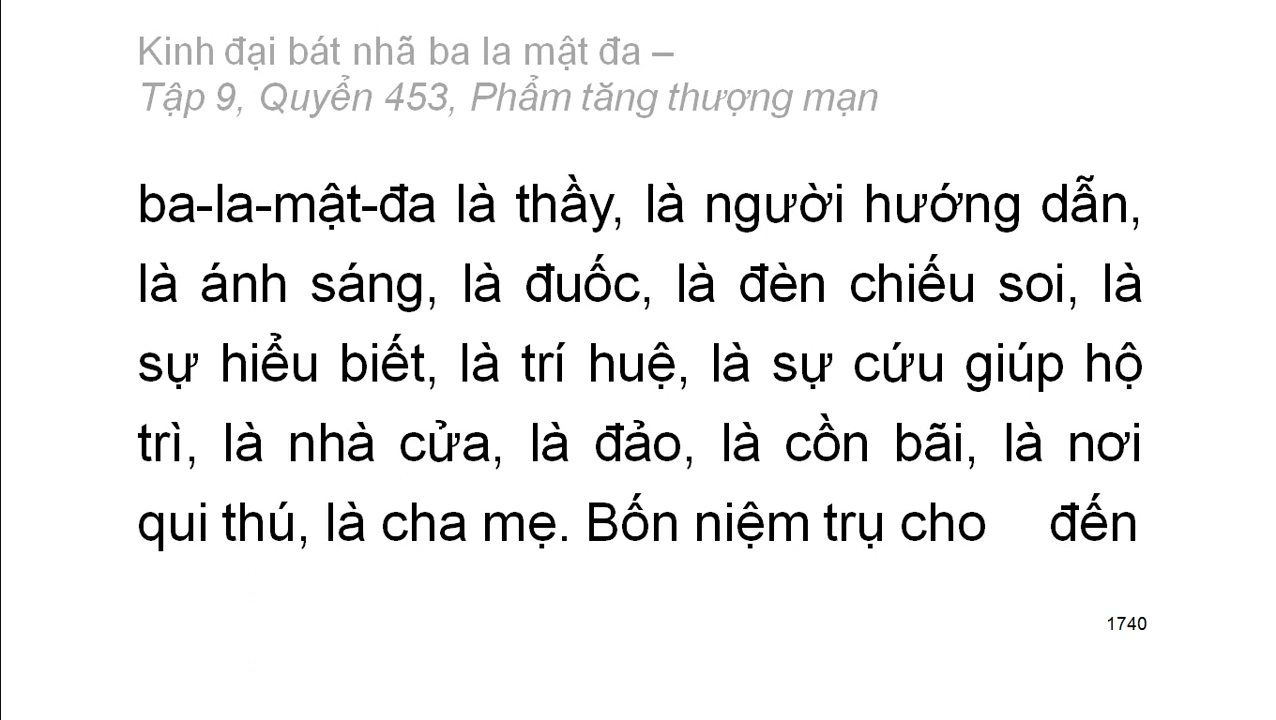 Kinh đại bát nhã ba la mật đa –
Tập 9, Quyển 453, Phẩm tăng thượng mạn
ba-la-mật-đa là thầy, là người hướng dẫn,
là ánh sáng, là đuốc, là đèn chiếu soi, là
sự hiểu biết, là trí huệ, là sự cứu giúp hộ
trì, là nhà cửa, là đảo, là cồn bãi, là nơi
qui thú, là cha mẹ. Bốn niệm trụ cho đến
1740